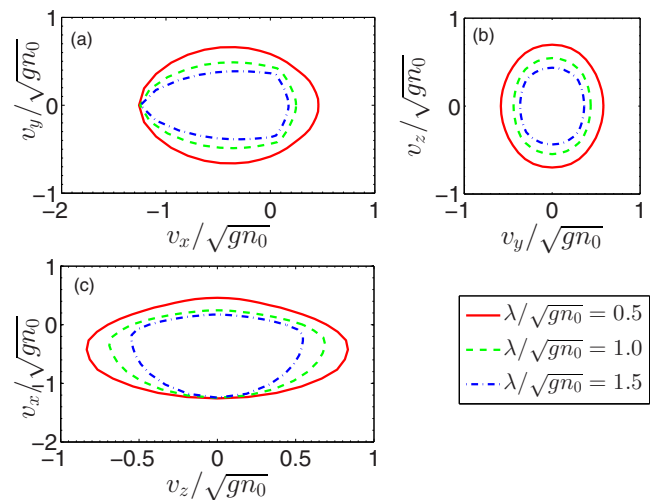 (a)
v_y/√gn_0
1
0
−1
−2
−1
0
1
v_x/√gn_0
(b)
v_z/√gn_0
1
0
−1
−1
0
1
v_y/√gn_0
(c)
v_x/√gn_0
0
1
−2
−1
−0.5
0
0.5
1
v_z/√gn_0
λ/√gn_0 = 0.5
λ/√gn_0 = 1.0
λ/√gn_0 = 1.5